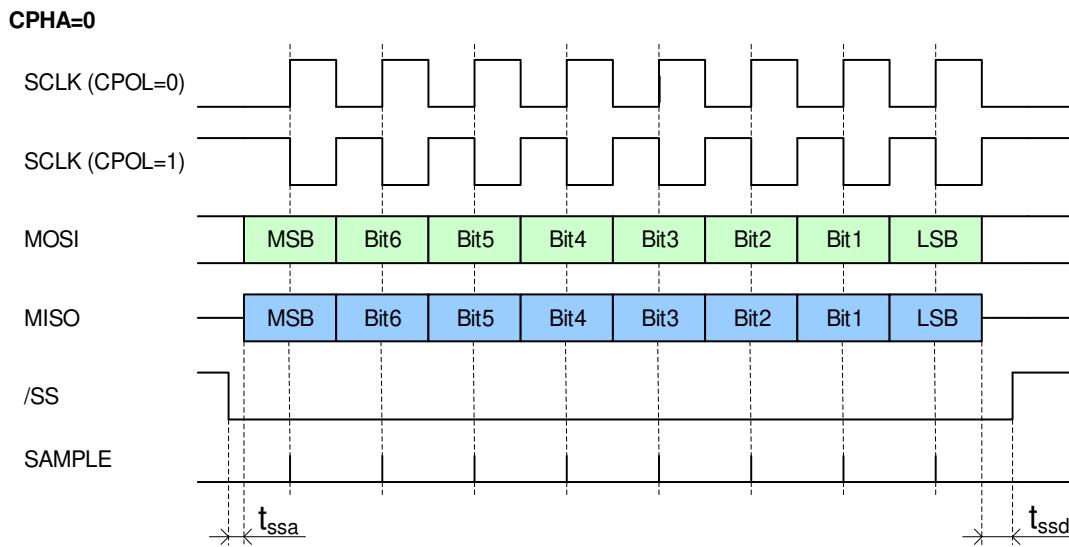 CPHA=0
SCLK (CPOL=0)
SCLK (CPOL=1)
MOSI MSB Bit6 Bit5 Bit4 Bit3 Bit2 Bit1 LSB
MISO MSB Bit6 Bit5 Bit4 Bit3 Bit2 Bit1 LSB
/SS
SAMPLE
tssa tssd